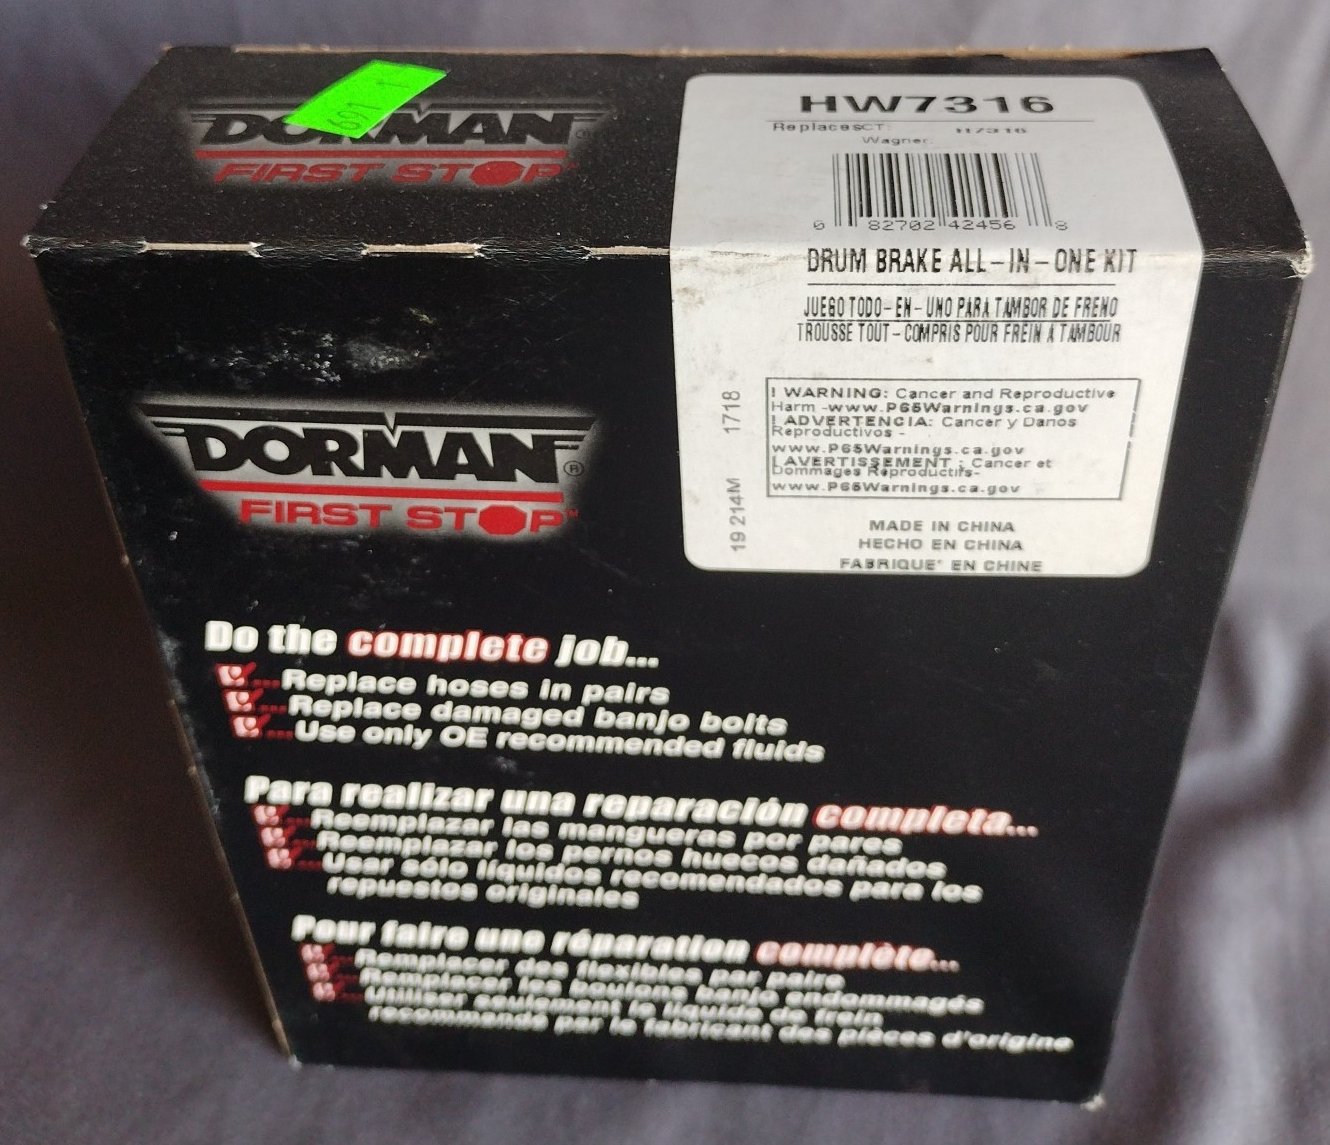 691 1
DORMAN®
FIRST STOP
HW7316
ReplacesCT: H7316
Wagner:
0 82702 42456 8
DRUM BRAKE ALL-IN-ONE KIT
JUEGO TODO-EN-UNO PARA TAMBOR DE FRENO
TROUSSE TOUT-COMPRIS POUR FREIN À TAMBOUR
! WARNING: Cancer and Reproductive
Harm -www.P65Warnings.ca.gov
! ADVERTENCIA: Cancer y Danos
Reproductivos -
www.P65Warnings.ca.gov
! AVERTISSEMENT : Cancer et
Dommages Reproductifs-
www.P65Warnings.ca.gov
19 214M 1718
MADE IN CHINA
HECHO EN CHINA
FABRIQUE' EN CHINE
DORMAN®
FIRST STOP™
Do the complete job...
...Replace hoses in pairs
...Replace damaged banjo bolts
...Use only OE recommended fluids
Para realizar una reparación completa...
...Reemplazar las mangueras por pares
...Reemplazar los pernos huecos dañados
...Usar sólo líquidos recomendados para los
repuestos originales
Pour faire une réparation complète...
...Remplacer des flexibles par paire
...Remplacer les boulons banjo endommagés
...Utiliser seulement le liquide de frein
recommandé par le fabricant des pièces d'origine